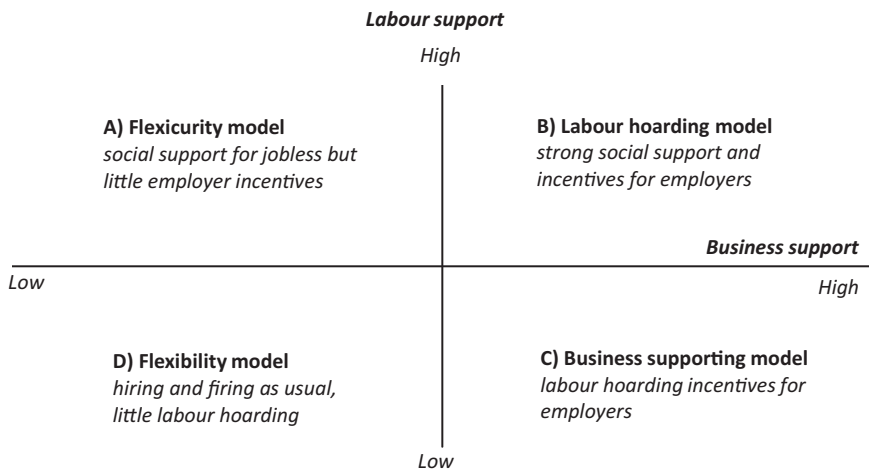 Labour support
High
A) Flexicurity model
social support for jobless but
little employer incentives
B) Labour hoarding model
strong social support and
incentives for employers
Business support
Low
High
D) Flexibility model
hiring and firing as usual,
little labour hoarding
C) Business supporting model
labour hoarding incentives for
employers
Low